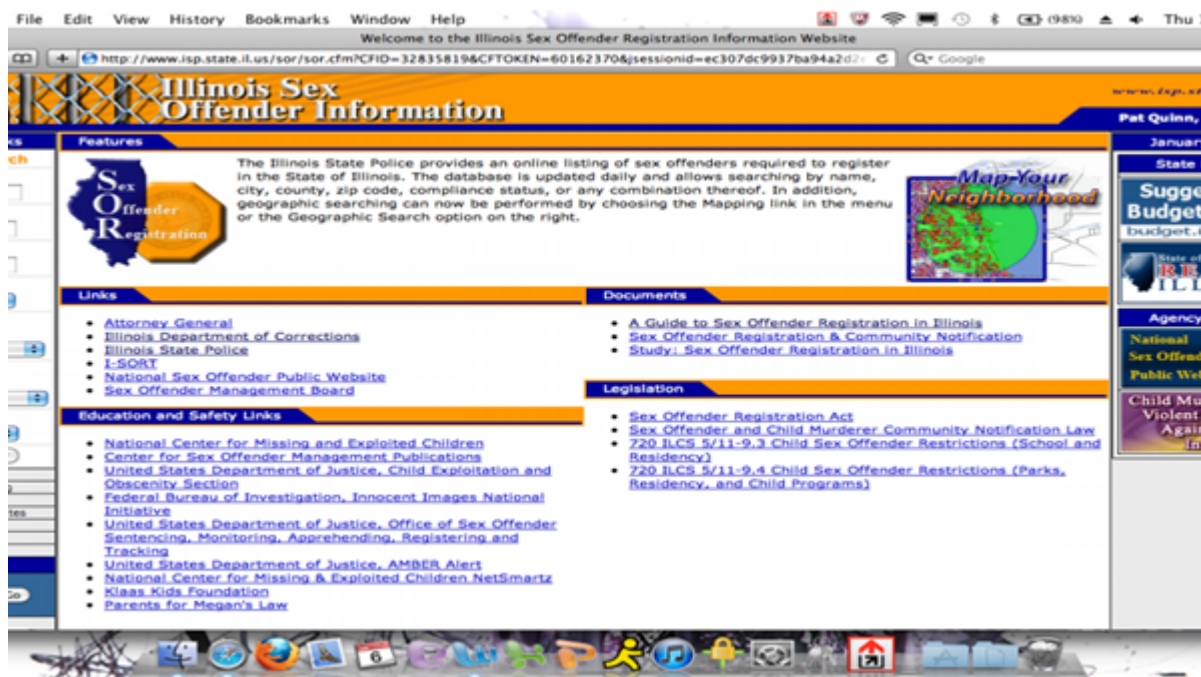 File Edit View History Bookmarks Window Help (98%) Thu
Welcome to the Illinois Sex Offender Registration Information Website
http://www.isp.state.il.us/sor/sor.cfm?CFID=32835819&CFTOKEN=60162370&jsessionid=ec307dc9937ba94a2d2 Google
Illinois Sex
Offender Information
www.isp.st
Pat Quinn,
Features
Sex
Offender
Registration
The Illinois State Police provides an online listing of sex offenders required to register
in the State of Illinois. The database is updated daily and allows searching by name,
city, county, zip code, compliance status, or any combination thereof. In addition,
geographic searching can now be performed by choosing the Mapping link in the menu
or the Geographic Search option on the right.
Map Your
Neighborhood
Links
Attorney General
Illinois Department of Corrections
Illinois State Police
I-SORT
National Sex Offender Public Website
Sex Offender Management Board
Education and Safety Links
National Center for Missing and Exploited Children
Center for Sex Offender Management Publications
United States Department of Justice, Child Exploitation and
Obscenity Section
Federal Bureau of Investigation, Innocent Images National
Initiative
United States Department of Justice, Office of Sex Offender
Sentencing, Monitoring, Apprehending, Registering and
Tracking
United States Department of Justice, AMBER Alert
National Center for Missing & Exploited Children NetSmartz
Klaas Kids Foundation
Parents for Megan's Law
Documents
A Guide to Sex Offender Registration in Illinois
Sex Offender Registration & Community Notification
Study: Sex Offender Registration in Illinois
Legislation
Sex Offender Registration Act
Sex Offender and Child Murderer Community Notification Law
720 ILCS 5/11-9.3 Child Sex Offender Restrictions (School and
Residency)
720 ILCS 5/11-9.4 Child Sex Offender Restrictions (Parks,
Residency, and Child Programs)
Januar
State
Sugge
Budget
budget.i
State of
RE
ILL
Agency
National
Sex Offend
Public Web
Child Mu
Violent
Again
In
6